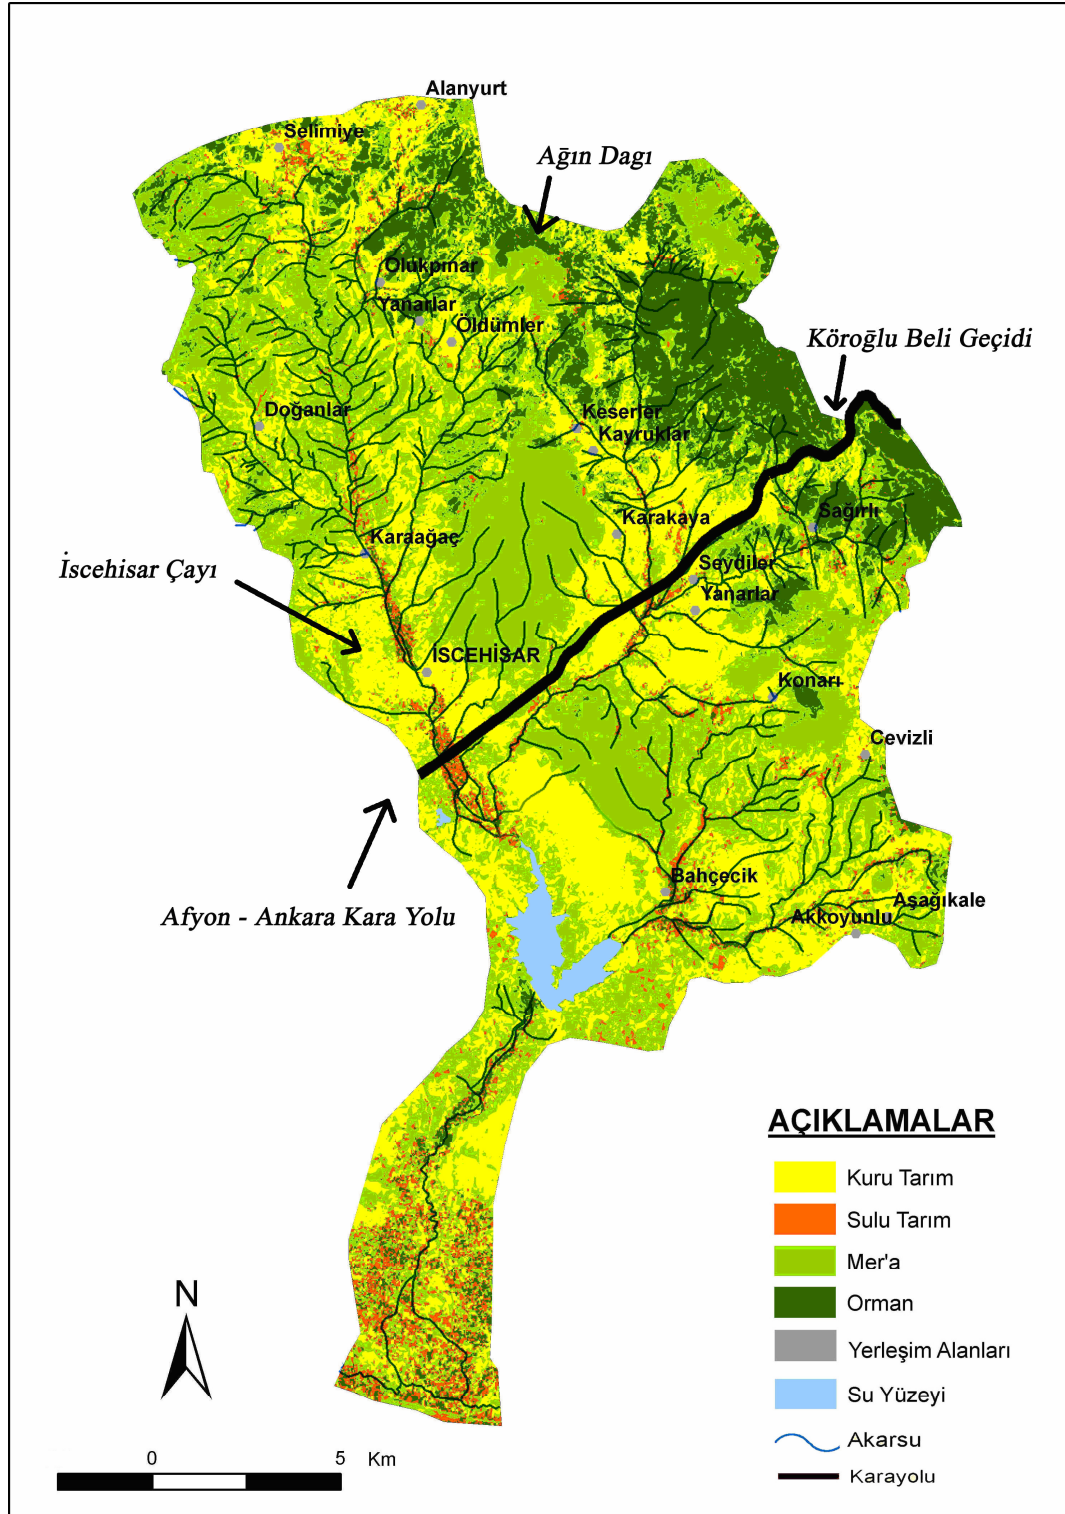 Alanyurt
Selimiye
Ağın Dagı
Olukpınar
Yanarlar
Öldümler
Köroğlu Beli Geçidi
Doğanlar
Keserler
Kayruklar
Karakaya
Sağırlı
Karaağaç
Seydiler
İscehisar Çayı
Yanarlar
İSCEHİSAR
Konarı
Cevizli
Bahçecik
Aşağıkale
Afyon - Ankara Kara Yolu
Akkoyunlu
AÇIKLAMALAR
Kuru Tarım
Sulu Tarım
Mer'a
Orman
Yerleşim Alanları
Su Yüzeyi
Akarsu
Karayolu
N
0 5 Km